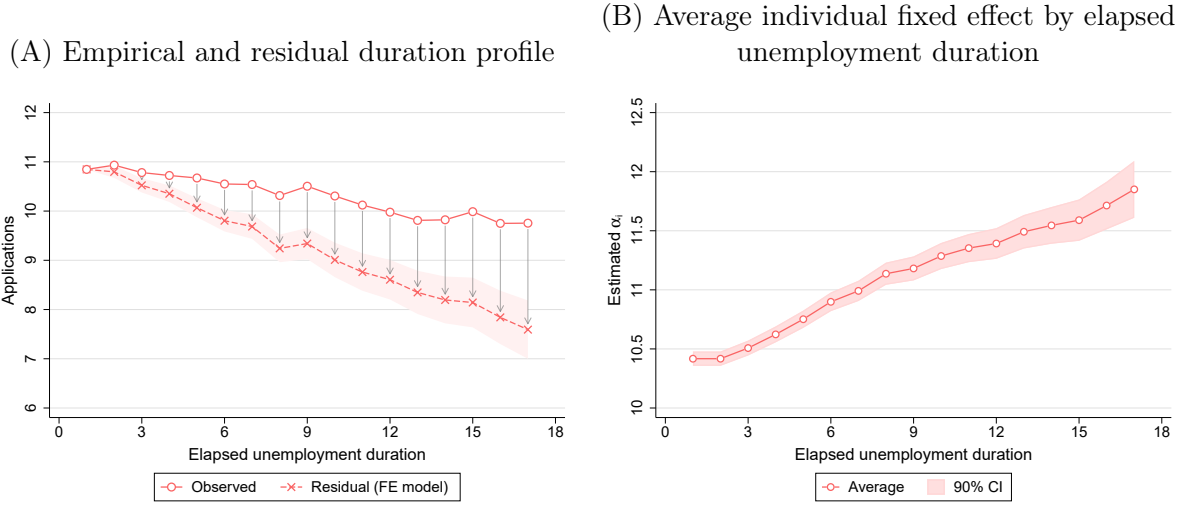 (A) Empirical and residual duration profile
12
11
10
9
8
7
6
Applications
0 3 6 9 12 15 18
Elapsed unemployment duration
Observed Residual (FE model)
(B) Average individual fixed effect by elapsed
unemployment duration
12.5
12
11.5
11
10.5
10
Estimated αᵢ
0 3 6 9 12 15 18
Elapsed unemployment duration
Average 90% CI